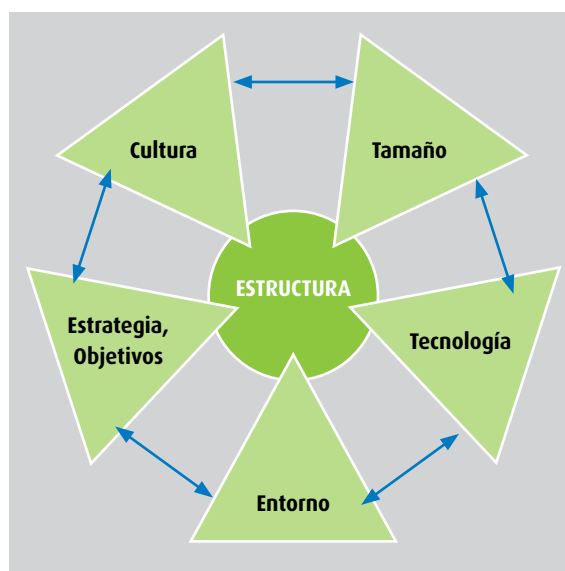 Cultura
Tamaño
ESTRUCTURA
Estrategia,
Objetivos
Tecnología
Entorno